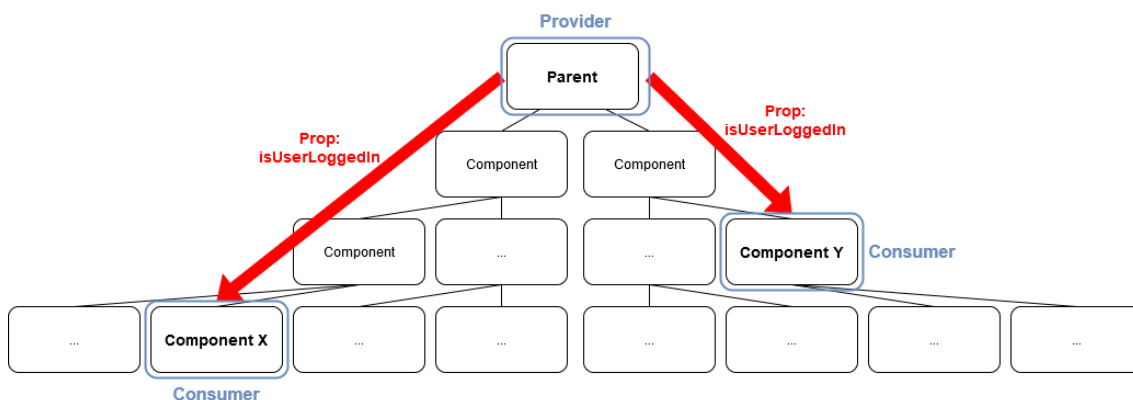 Provider
Parent
Prop:
isUserLoggedIn
Prop:
isUserLoggedIn
Component
Component
Component
...
...
Component Y
Consumer
...
Component X
...
...
...
...
...
...
Consumer